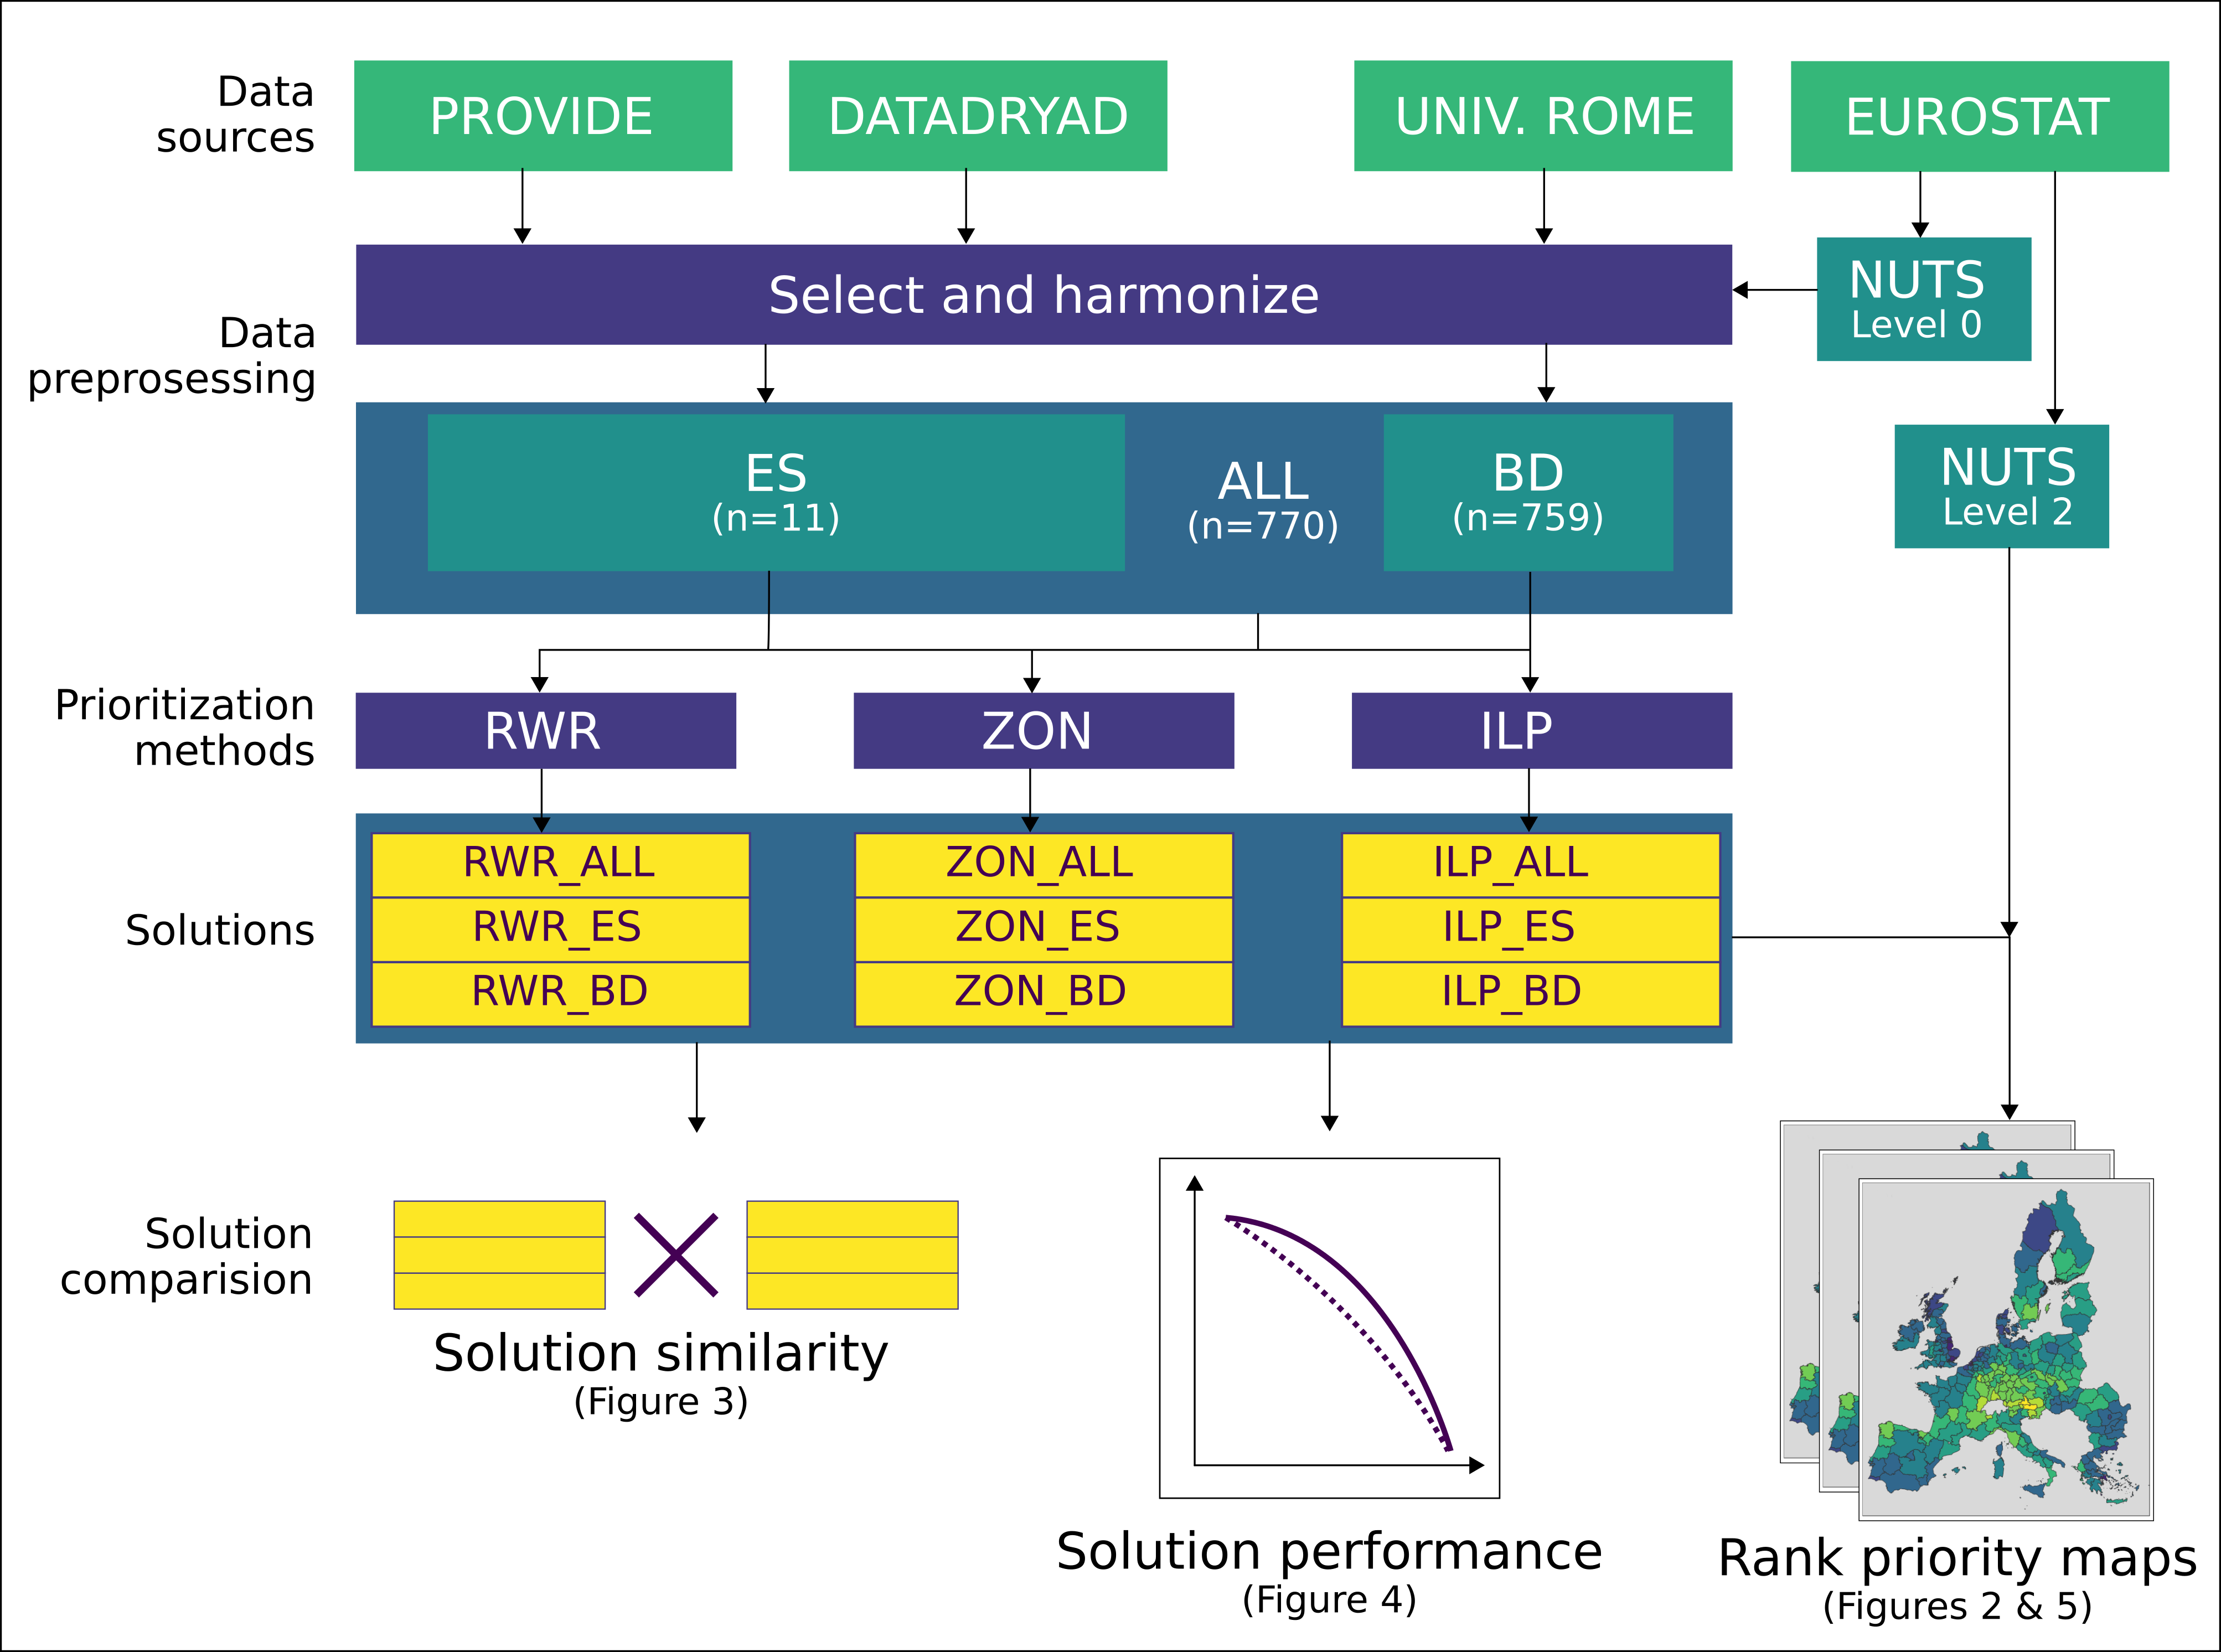 Data
sources
PROVIDE
DATADRYAD
UNIV. ROME
EUROSTAT
Data
preprosessing
Select and harmonize
NUTS
Level 0
ES
(n=11)
ALL
(n=770)
BD
(n=759)
NUTS
Level 2
Prioritization
methods
RWR
ZON
ILP
Solutions
RWR_ALL
RWR_ES
RWR_BD
ZON_ALL
ZON_ES
ZON_BD
ILP_ALL
ILP_ES
ILP_BD
Solution
comparision
Solution similarity
(Figure 3)
Solution performance
(Figure 4)
Rank priority maps
(Figures 2 & 5)